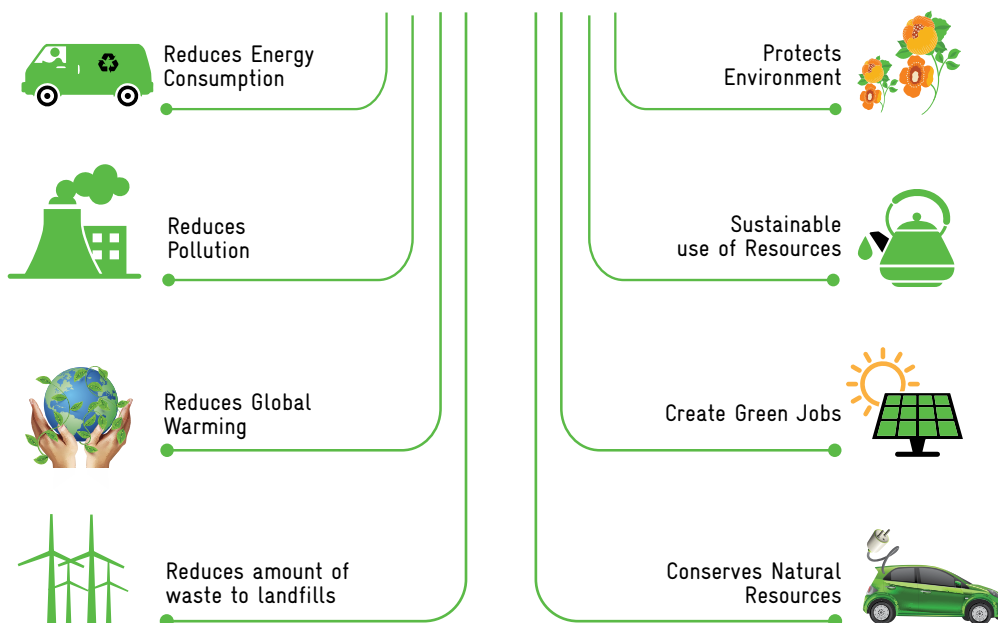 Reduces Energy
Consumption
Reduces
Pollution
Reduces Global
Warming
Reduces amount of
waste to landfills
Protects
Environment
Sustainable
use of Resources
Create Green Jobs
Conserves Natural
Resources